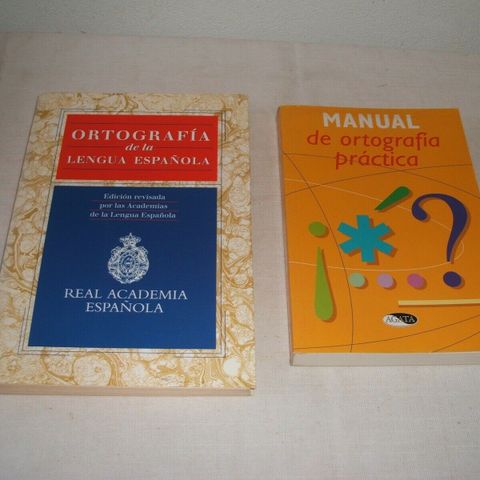 ORTOGRAFÍA
de la
LENGUA ESPAÑOLA
Edición revisada
por las Academias
de la Lengua Española
REAL ACADEMIA
ESPAÑOLA
MANUAL
de ortografía
práctica
¡*?
AGATA